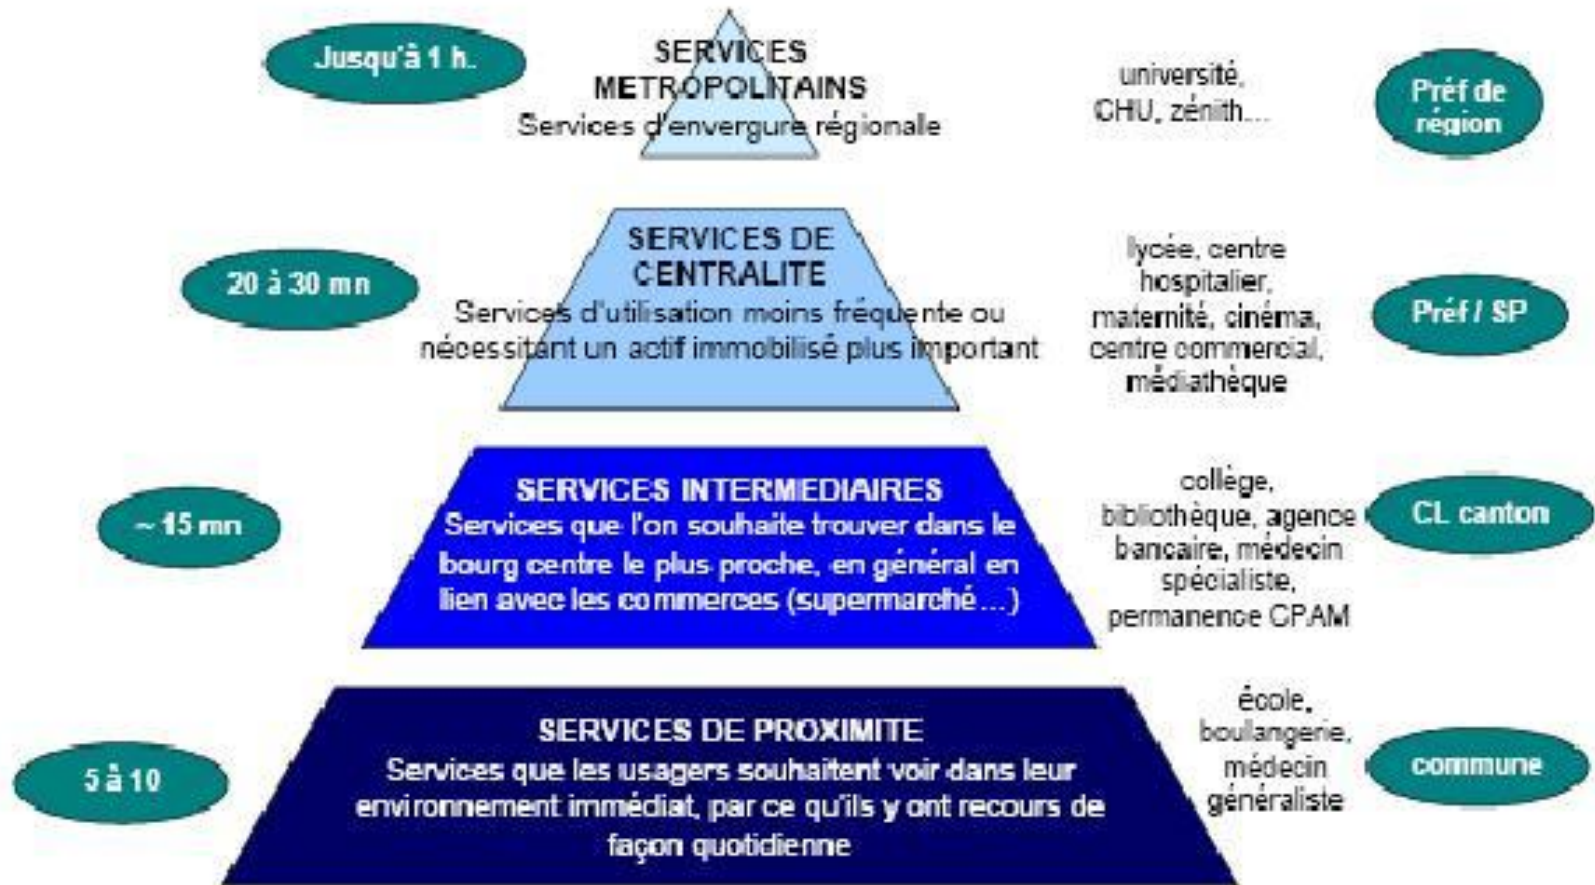 Jusqu'à 1 h.
SERVICES
METROPOLITAINS
Services d'envergure régionale
université,
CHU, zénith...
Préf de
région
20 à 30 mn
SERVICES DE
CENTRALITE
Services d'utilisation moins fréquente ou
nécessitant un actif immobilisé plus important
lycée, centre
hospitalier,
maternité, cinéma,
centre commercial,
médiathèque
Préf / SP
~ 15 mn
SERVICES INTERMEDIAIRES
Services que l'on souhaite trouver dans le
bourg centre le plus proche, en général en
lien avec les commerces (supermarché...)
collège,
bibliothèque, agence
bancaire, médecin
spécialiste,
permanence CPAM
CL canton
5 à 10
SERVICES DE PROXIMITE
Services que les usagers souhaitent voir dans leur
environnement immédiat, par ce qu'ils y ont recours de
façon quotidienne
école,
boulangerie,
médecin
généraliste
commune